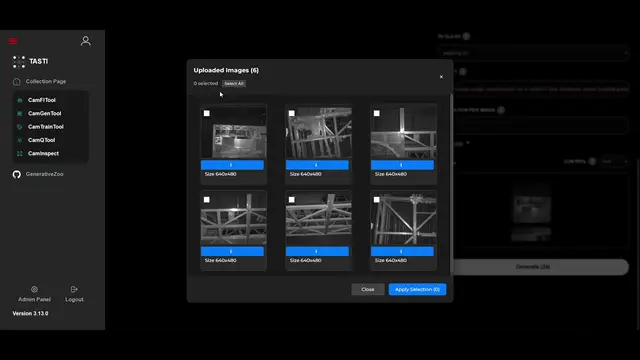 TASTI
Collection Page
CamFITool
CamGenTool
CamTrainTool
CamQTool
CamInspect
GenerativeZoo
Admin Panel
Logout
Version 3.13.0
Uploaded Images (6)
0 selected
Select All
×
i
i
i
Size 640x480
Size 640x480
Size 640x480
i
i
i
Size 640x480
Size 640x480
Size 640x480
Close
Apply Selection (0)
Generate (24)